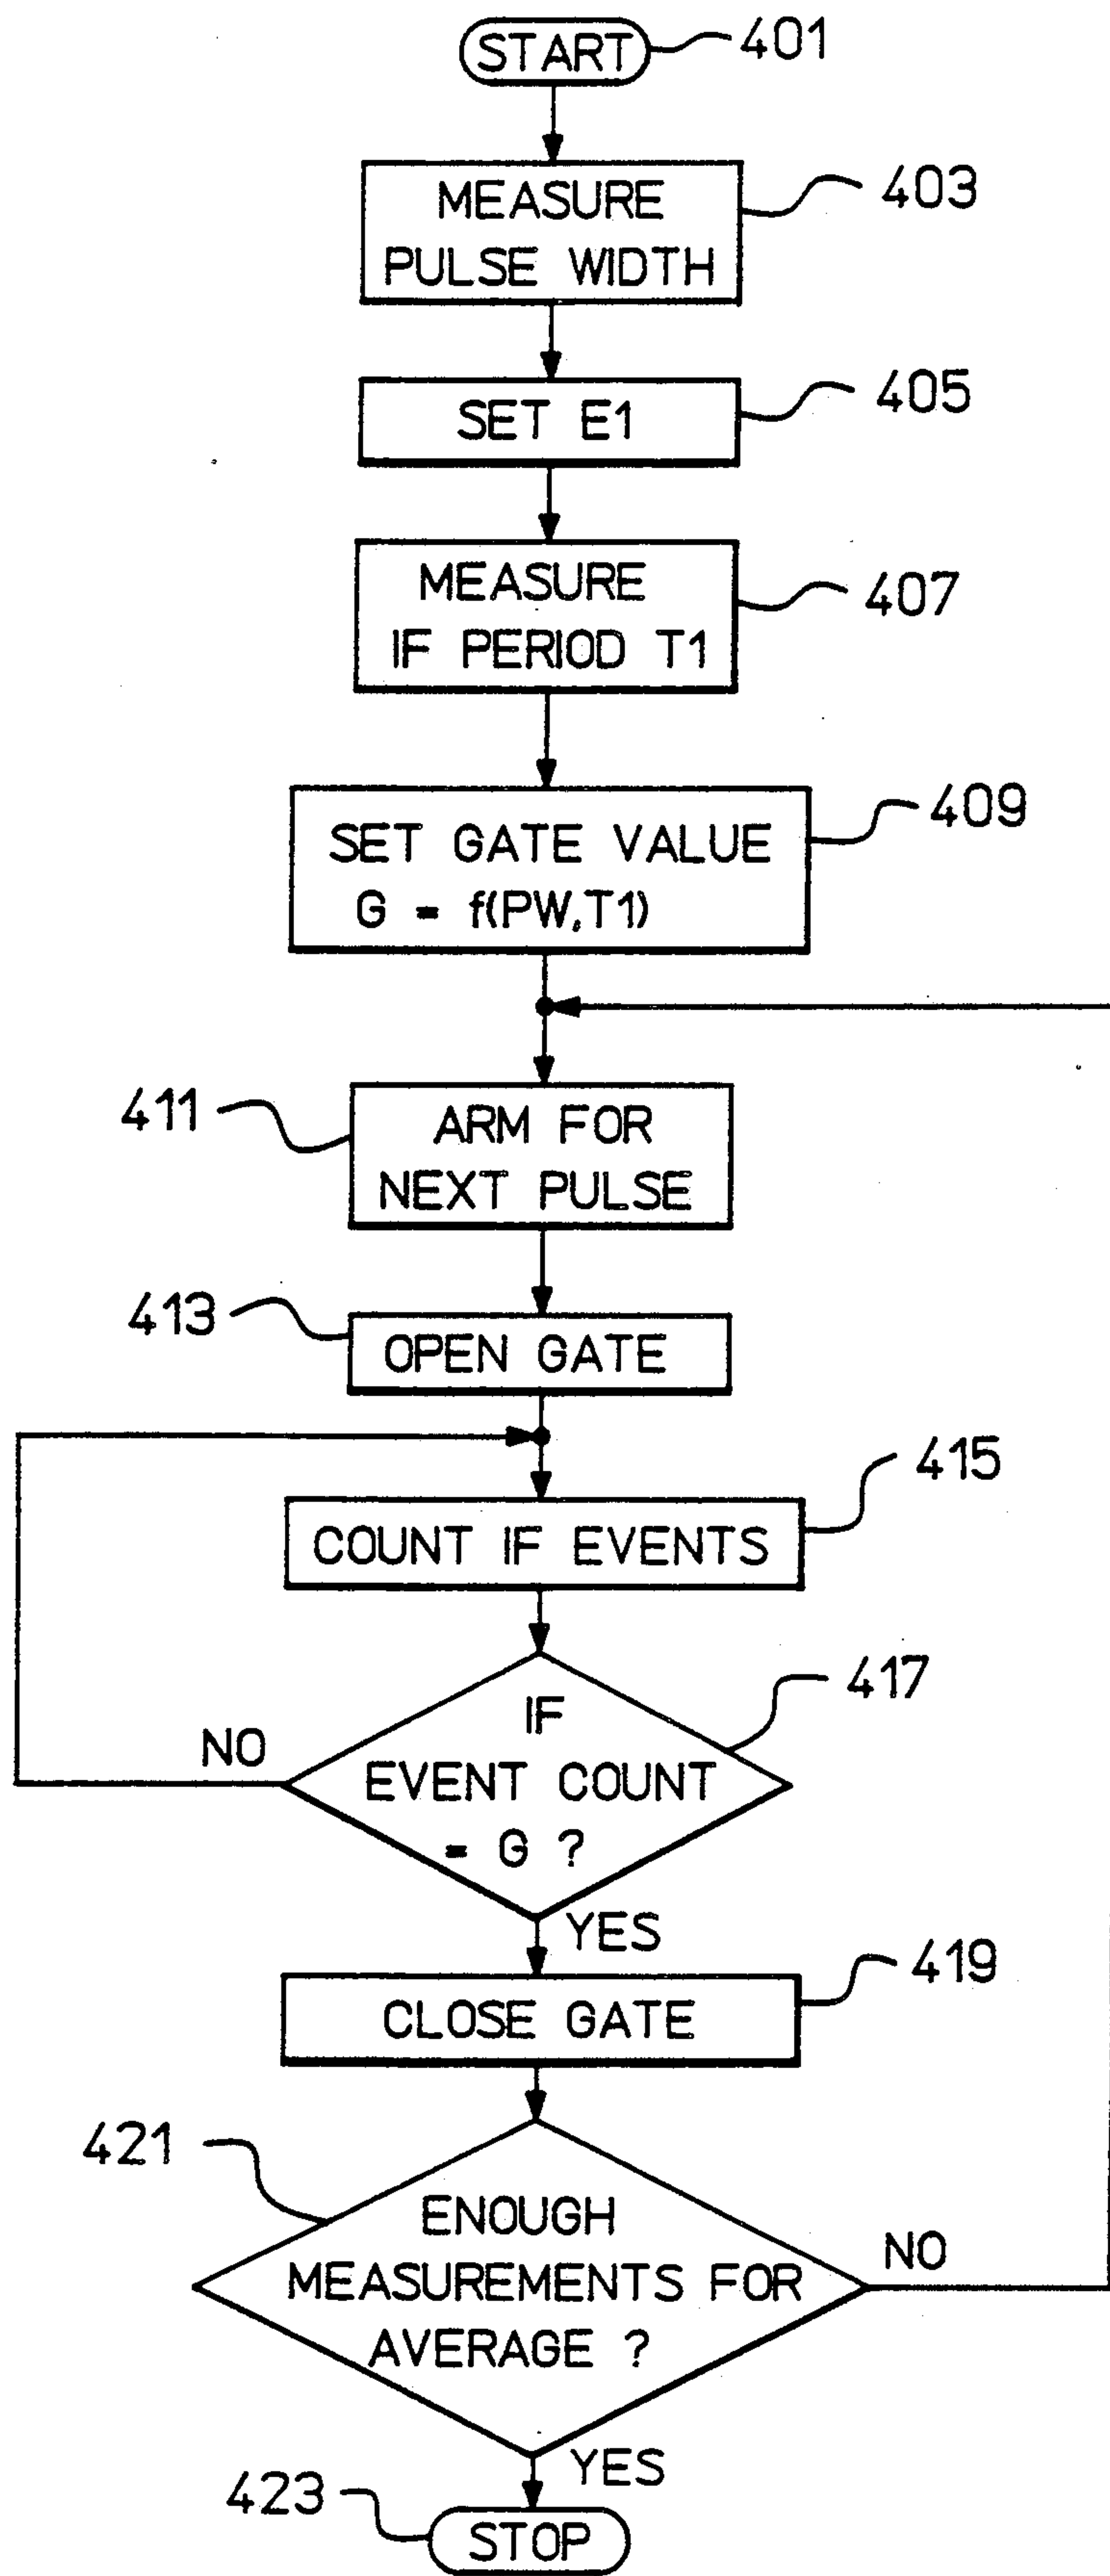 START
401
MEASURE
PULSE WIDTH
403
SET E1
405
MEASURE
IF PERIOD T1
407
SET GATE VALUE
G = f(PW,T1)
409
411
ARM FOR
NEXT PULSE
413
OPEN GATE
415
COUNT IF EVENTS
417
IF
EVENT COUNT
= G ?
NO
YES
419
CLOSE GATE
421
ENOUGH
MEASUREMENTS FOR
AVERAGE ?
NO
YES
423
STOP